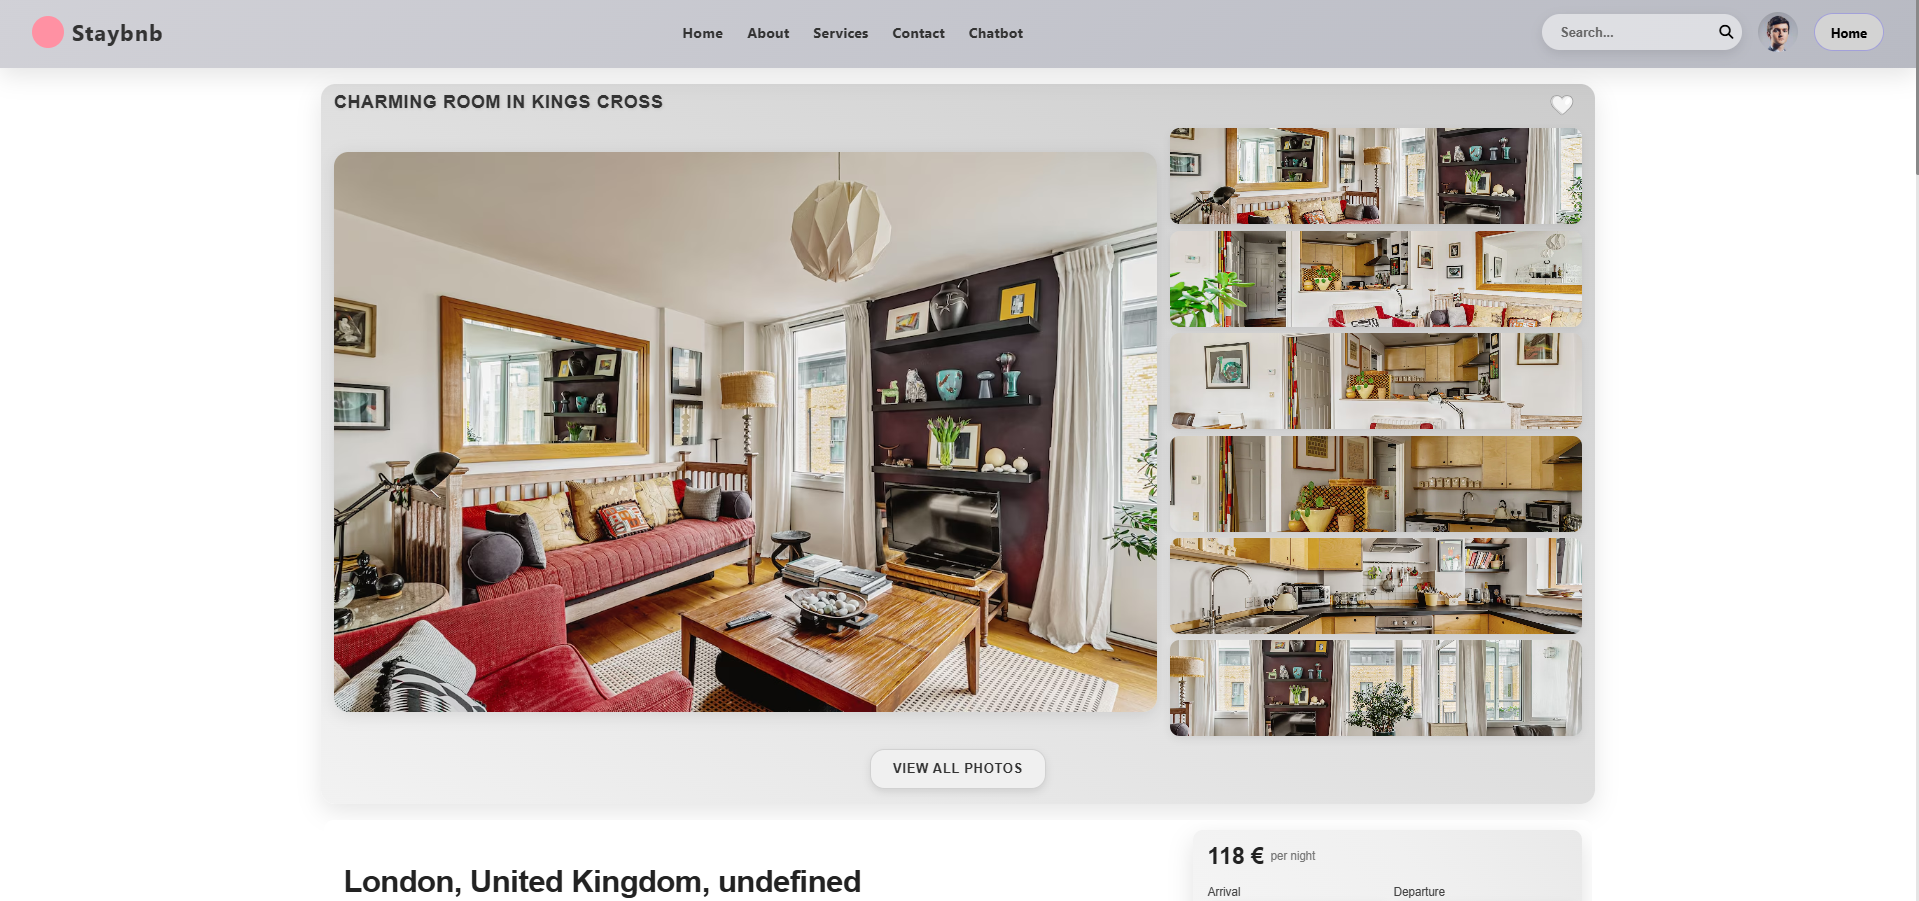 Staybnb
Home About Services Contact Chatbot
Search...
Home
CHARMING ROOM IN KINGS CROSS
VIEW ALL PHOTOS
London, United Kingdom, undefined
118 € per night
Arrival Departure